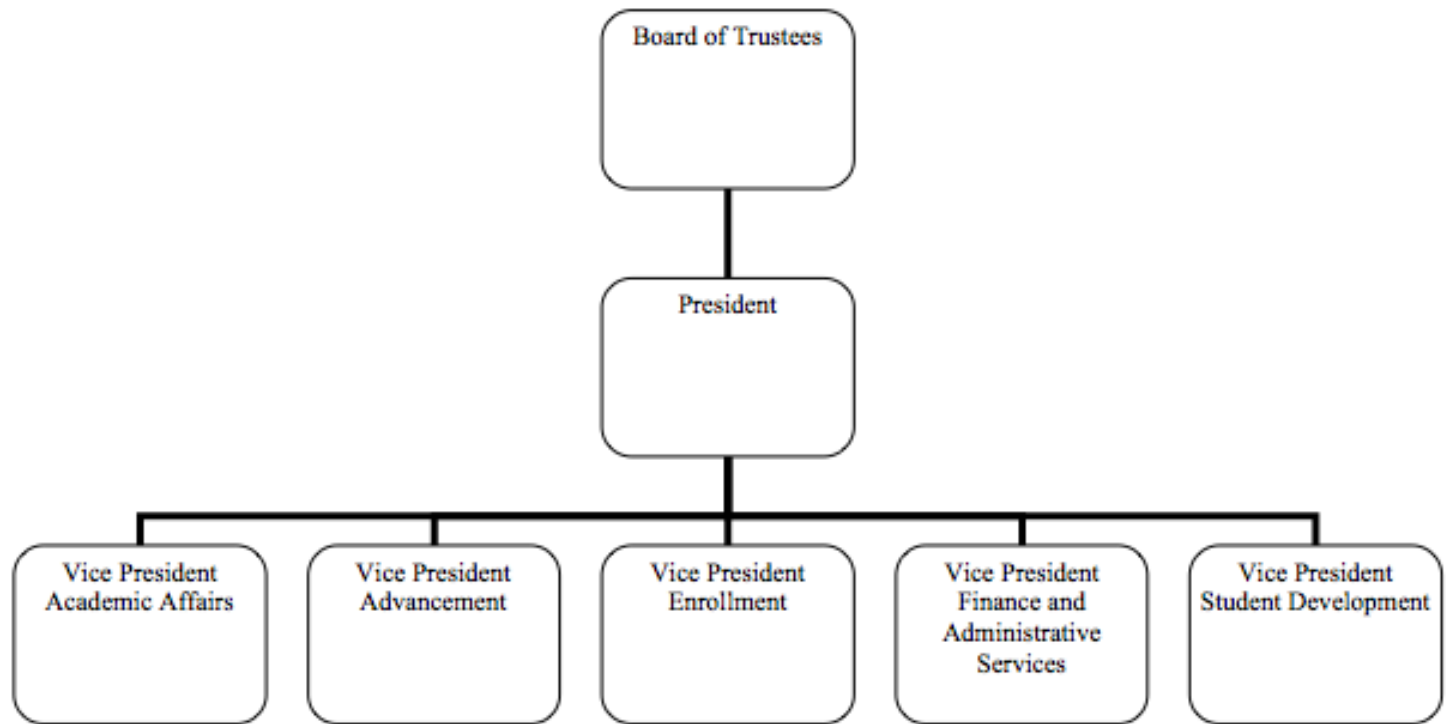 Board of Trustees
President
Vice President
Academic Affairs
Vice President
Advancement
Vice President
Enrollment
Vice President
Finance and
Administrative
Services
Vice President
Student Development